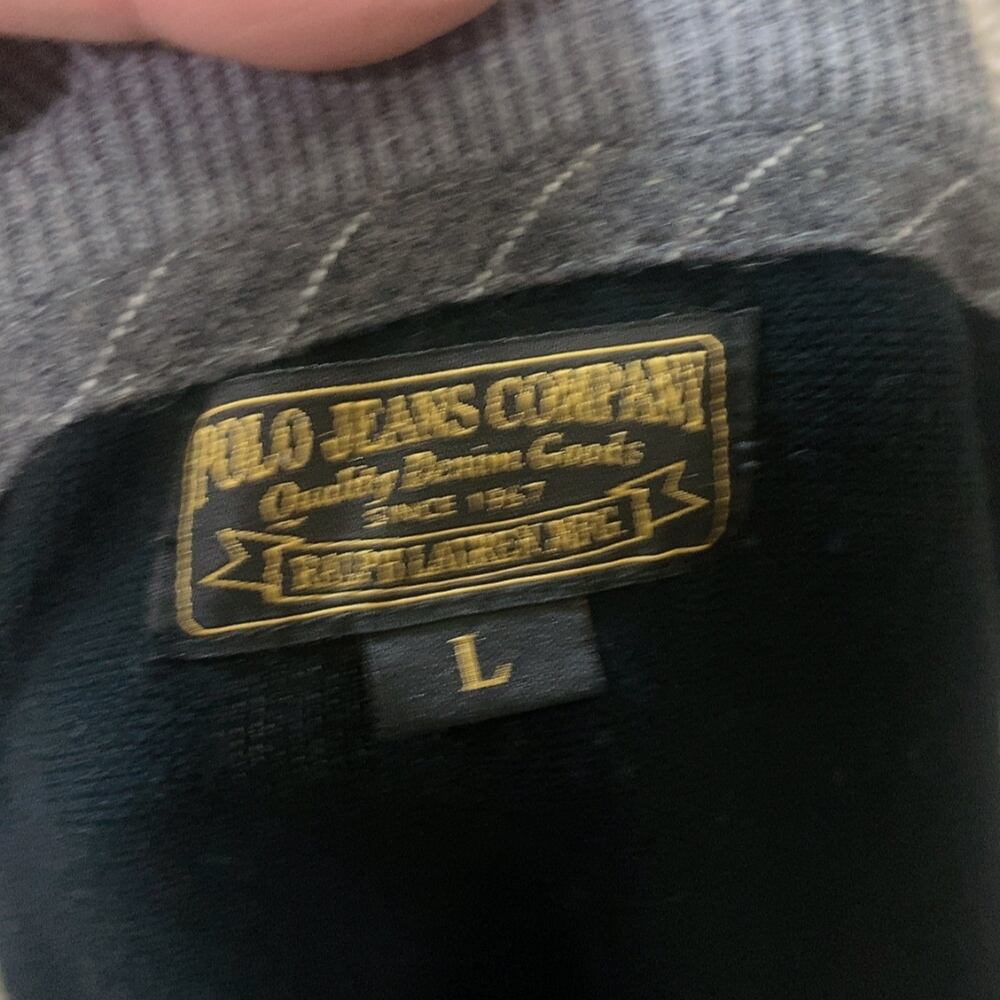 POLO JEANS COMPANY
Quality Denim Goods
SINCE 1967
RALPH LAUREN MFG.
L